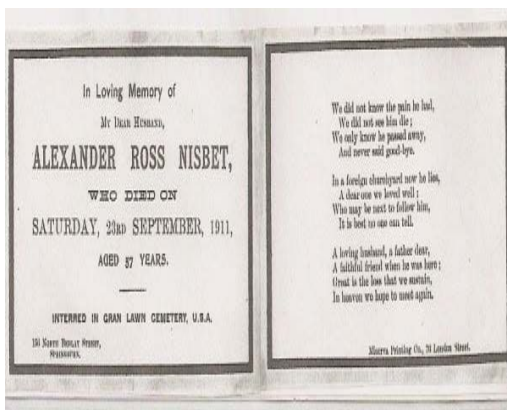 In Loving Memory of
MY DEAR HUSBAND,
ALEXANDER ROSS NISBET,
WHO DIED ON
SATURDAY, 23RD SEPTEMBER, 1911,
AGED 57 YEARS.
INTERRED IN GRAN LAWN CEMETERY, U.S.A.
NORTH STREET,
We did not know the pain he had,
We did not see him die;
We only know he passed away,
And never said good-bye.
In a foreign churchyard now he lies,
A dear one we loved well;
Who may be next to follow him,
It is best no one can tell.
A loving husband, a father dear,
A faithful friend when he was here;
Great is the loss that we sustain,
In heaven we hope to meet again.
Minerva Printing Co., London Street.